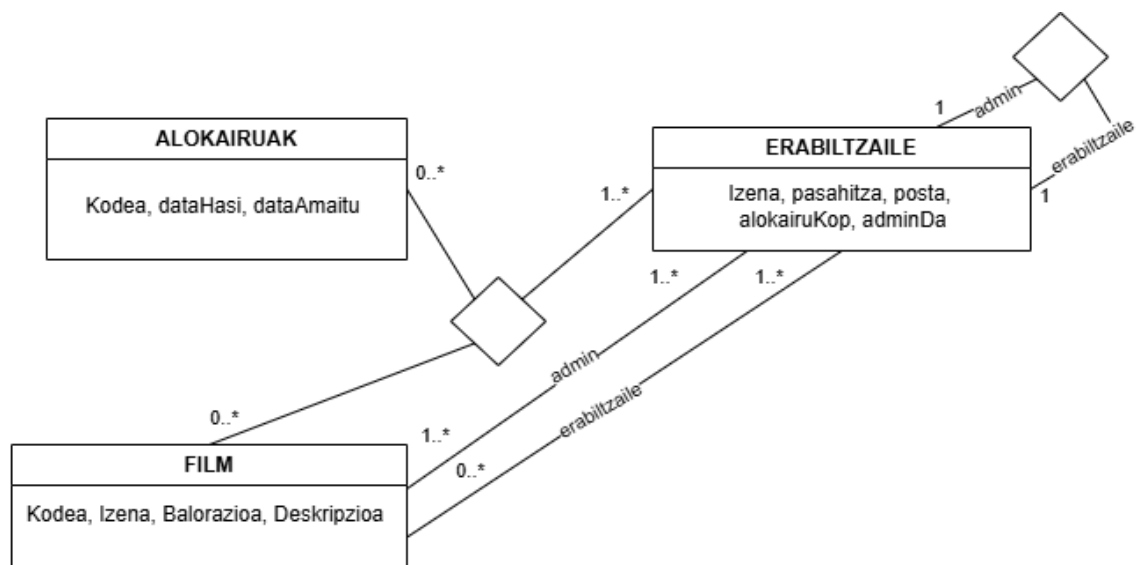 admin
1
erabiltzaile
1
ALOKAIRUAK
Kodea, dataHasi, dataAmaitu
0..*
ERABILTZAILE
Izena, pasahitza, posta,
alokairuKop, adminDa
1..*
1..*
1..*
admin
erabiltzaile
0..*
1..*
0..*
FILM
Kodea, Izena, Balorazioa, Deskripzioa